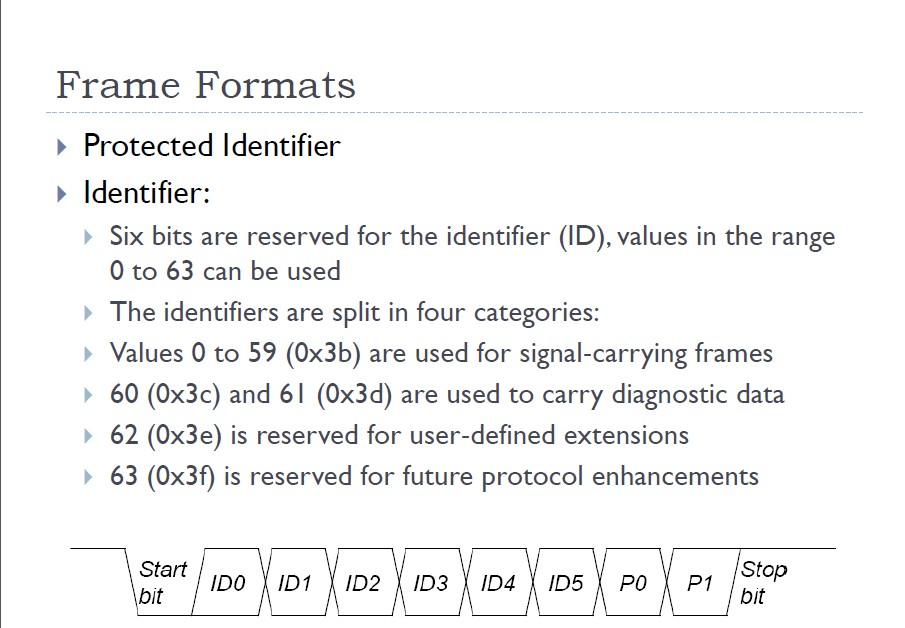 Frame Formats
Protected Identifier
Identifier:
Six bits are reserved for the identifier (ID), values in the range
0 to 63 can be used
The identifiers are split in four categories:
Values 0 to 59 (0x3b) are used for signal-carrying frames
60 (0x3c) and 61 (0x3d) are used to carry diagnostic data
62 (0x3e) is reserved for user-defined extensions
63 (0x3f) is reserved for future protocol enhancements
Start bit ID0 ID1 ID2 ID3 ID4 ID5 P0 P1 Stop bit